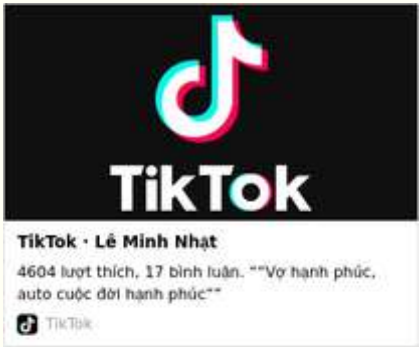 TikTok
TikTok · Lê Minh Nhật
4604 lượt thích, 17 bình luận. ""Vợ hạnh phúc,
auto cuộc đời hạnh phúc""
TikTok